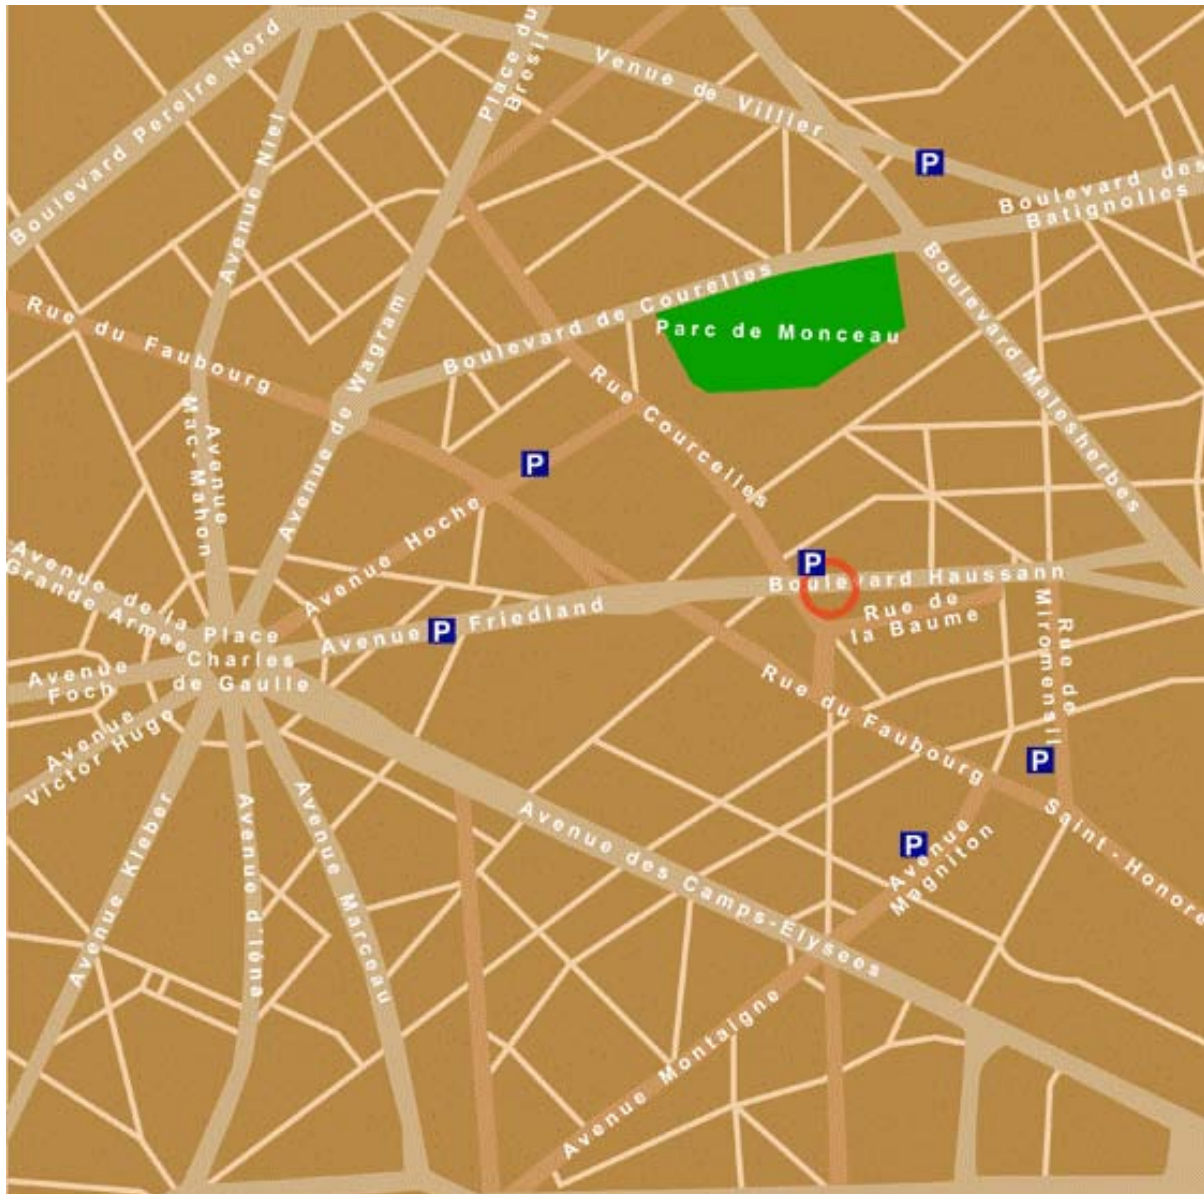 Boulevard Pereire Nord
Avenue Niel
Place du
Bresil
Venue de Villier
P
Boulevard des
Batignolles
Rue du Faubourg
Avenue de Wagram
Boulevard de Courelles
Parc de Monceau
Boulevard Malesherbes
Avenue
Mac-Mahon
Rue Courcelles
P
Avenue Hoche
Avenue de la
Grande Armee
P
Boulevard Haussann
Rue de
la Baume
Rue de
Miromensil
Place
Charles
de Gaulle
Avenue
P
Friedland
Avenue
Foch
Avenue
Victor Hugo
Rue du Faubourg
Saint-Honore
P
Avenue Kleber
Avenue d'Iena
Avenue Marceau
Avenue des Camps-Elysees
P
Avenue
Magniton
Avenue Montaigne